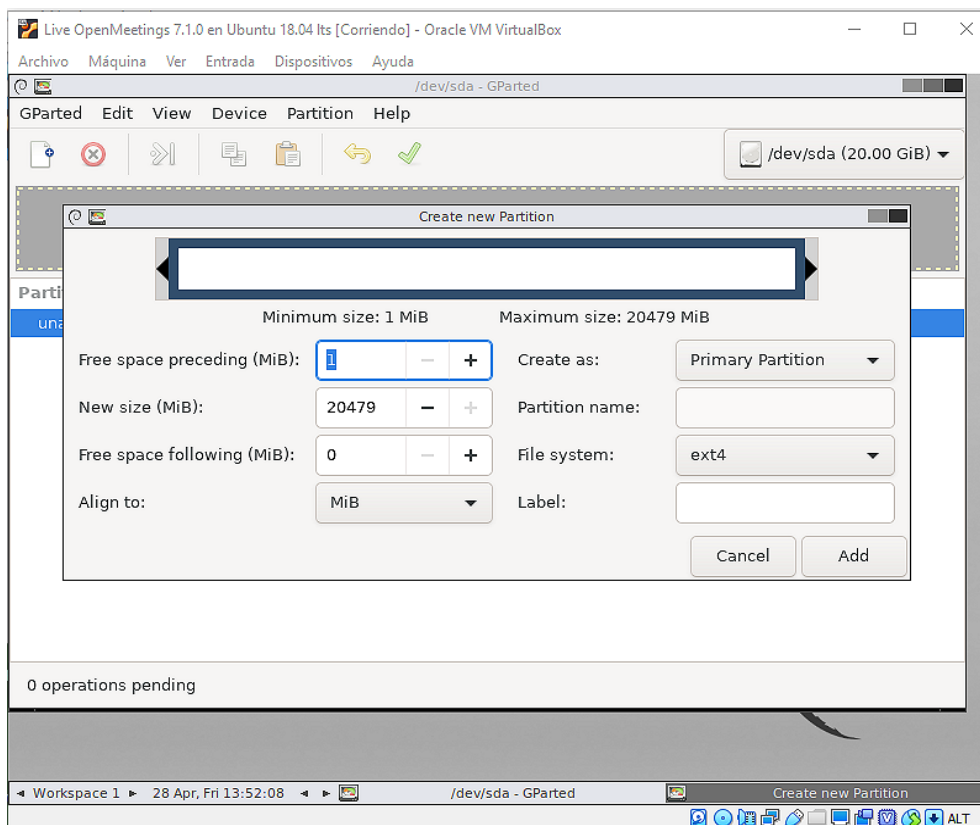 Live OpenMeetings 7.1.0 en Ubuntu 18.04 lts [Corriendo] - Oracle VM VirtualBox
Archivo Máquina Ver Entrada Dispositivos Ayuda
/dev/sda - GParted
GParted Edit View Device Partition Help
/dev/sda (20.00 GiB)
Create new Partition
Parti
una
Minimum size: 1 MiB Maximum size: 20479 MiB
Free space preceding (MiB): 1 Create as: Primary Partition
New size (MiB): 20479 Partition name:
Free space following (MiB): 0 File system: ext4
Align to: MiB Label:
Cancel Add
0 operations pending
Workspace 1 28 Apr, Fri 13:52:08 /dev/sda - GParted Create new Partition
ALT